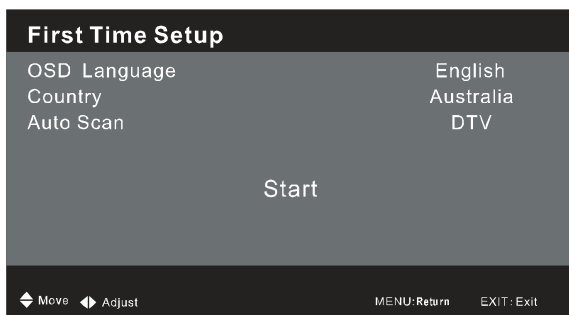 First Time Setup
OSD Language English
Country Australia
Auto Scan DTV
Start
Move Adjust MENU:Return EXIT:Exit